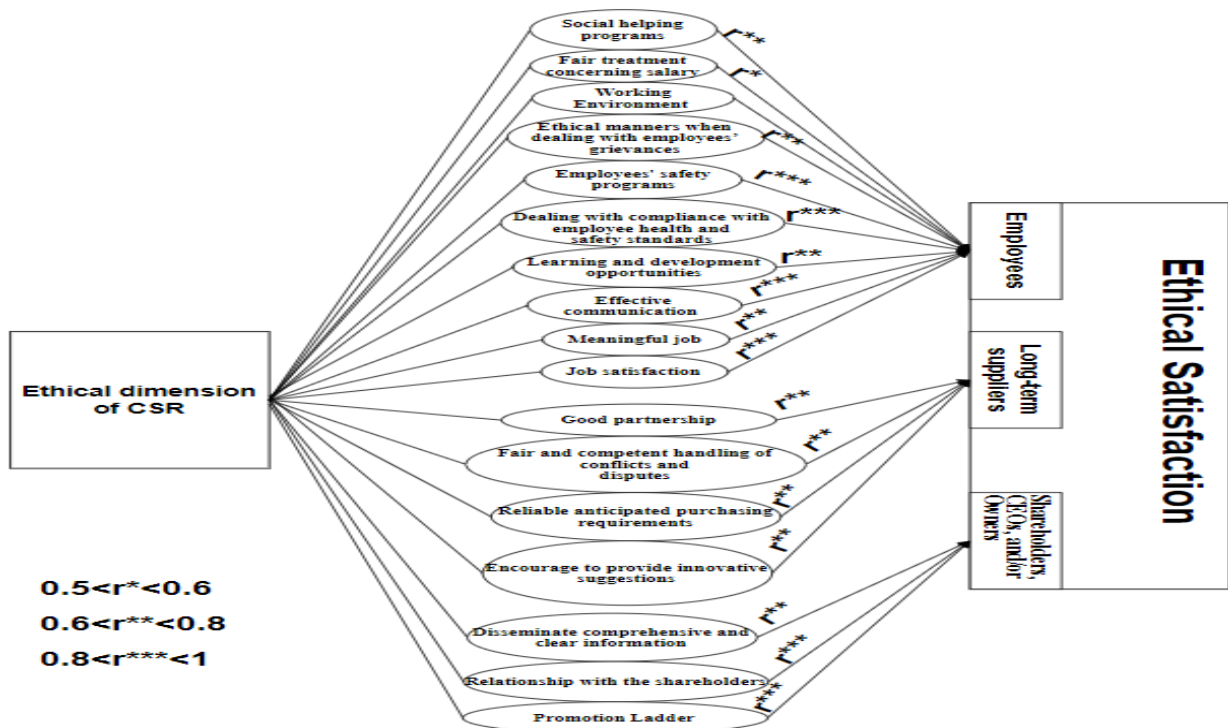 Social helping
programs
r**
Fair treatment
concerning salary
r*
Working
Environment
Ethical manners when
dealing with employees'
grievances
r**
Employees' safety
programs
r***
Dealing with compliance with
employee health and
safety standards
r***
Learning and development
opportunities
r**
Effective
communication
r***
Meaningful job
r**
Job satisfaction
r***
Good partnership
r**
Fair and competent handling of
conflicts and
disputes
r**
Reliable anticipated purchasing
requirements
r**
Encourage to provide innovative
suggestions
r**
Disseminate comprehensive and
clear information
r**
Relationship with the shareholders
r***
Promotion Ladder
r***
Ethical dimension
of CSR
0.5<r*<0.6
0.6<r**<0.8
0.8<r***<1
Employees
Long-term
suppliers
Shareholders,
CEOs, and/or
Owners
Ethical Satisfaction